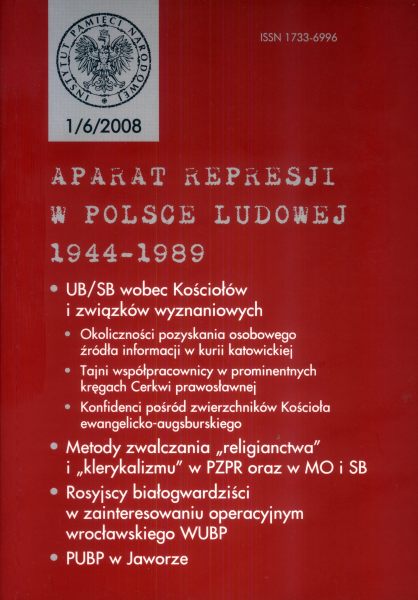 ISSN 1733-6996
INSTYTUT PAMIĘCI NARODOWEJ
1/6/2008
APARAT REPRESJI
W POLSCE LUDOWEJ
1944–1989
• UB/SB wobec Kościołów
i związków wyznaniowych
• Okoliczności pozyskania osobowego
źródła informacji w kurii katowickiej
• Tajni współpracownicy w prominentnych
kręgach Cerkwi prawosławnej
• Konfidenci pośród zwierzchników Kościoła
ewangelicko-augsburskiego
• Metody zwalczania „religianctwa”
i „klerykalizmu” w PZPR oraz w MO i SB
• Rosyjscy białogwardziści
w zainteresowaniu operacyjnym
wrocławskiego WUBP
• PUBP w Jaworze